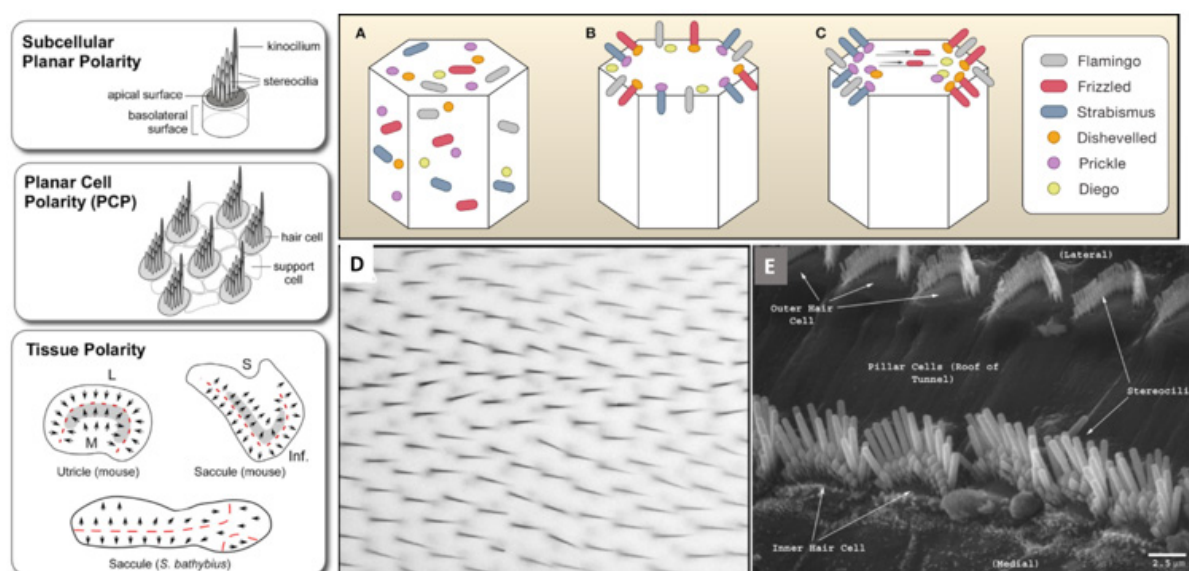 Subcellular
Planar Polarity
kinocilium
stereocilia
apical surface
basolateral
surface
Planar Cell
Polarity (PCP)
hair cell
support
cell
Tissue Polarity
L
M
Utricle (mouse)
S
Inf.
Saccule (mouse)
Saccule (S. bathybius)
A
B
C
Flamingo
Frizzled
Strabismus
Dishevelled
Prickle
Diego
D
E
(Lateral)
Outer Hair
Cell
Pillar Cells (Roof of
Tunnel)
Stereocili
Inner Hair Cell
(Medial)
2.5µm